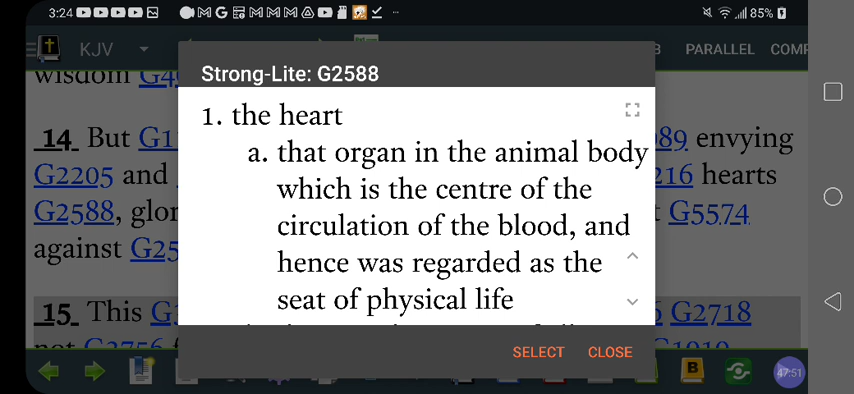 3:24 85%
KJV PARALLEL
Strong-Lite: G2588
wisdom
1. the heart
14 But envying
a. that organ in the animal body
G2205 and hearts
which is the centre of the
G2588, G5574
circulation of the blood, and
against
hence was regarded as the
seat of physical life
15 This G2718
SELECT CLOSE
47:51